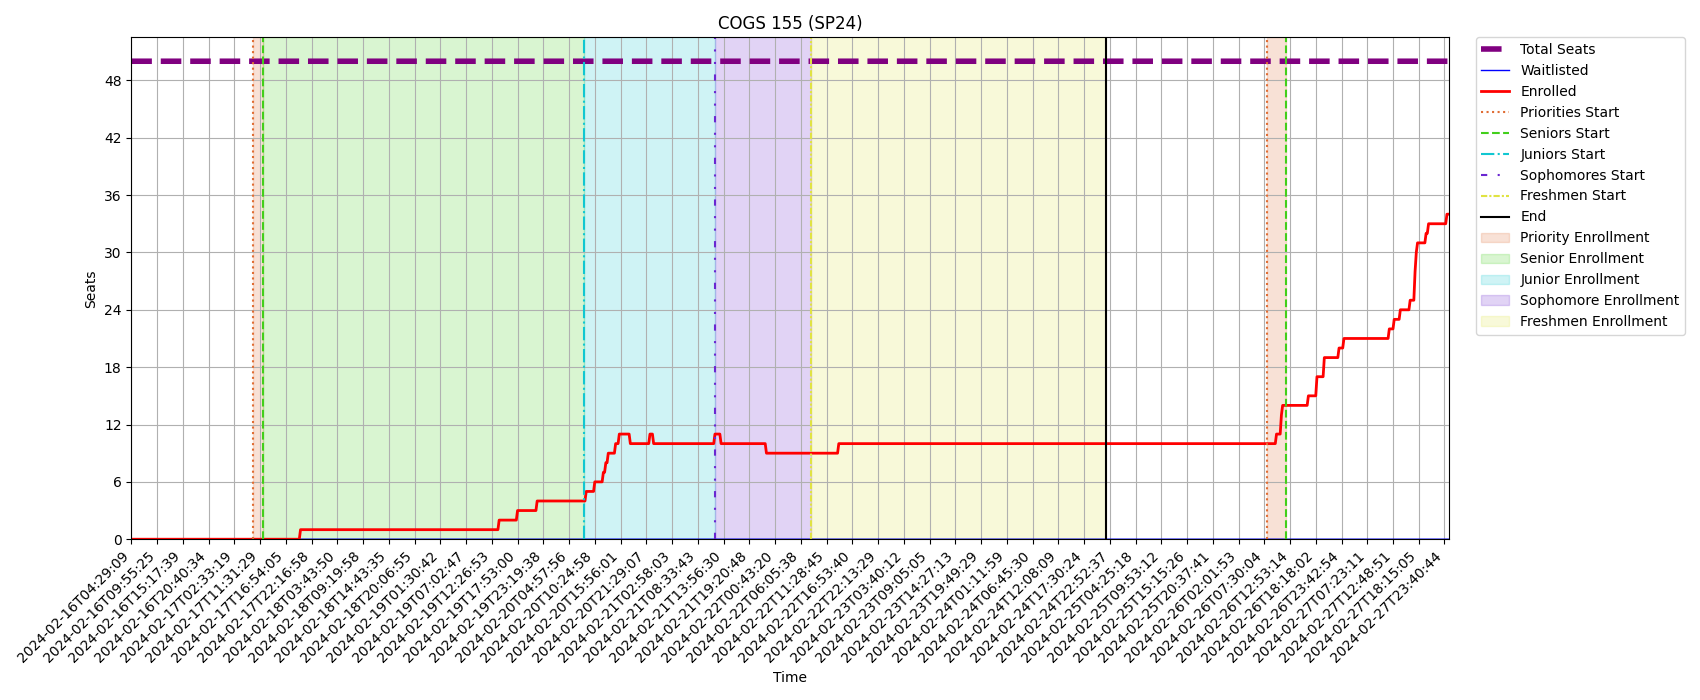 COGS 155 (SP24)
Seats
48
42
36
30
24
18
12
6
0
2024-02-16T04:29:09
2024-02-16T09:55:25
2024-02-16T15:17:39
2024-02-16T20:40:34
2024-02-17T02:33:19
2024-02-17T11:31:29
2024-02-17T16:54:05
2024-02-17T22:16:58
2024-02-18T03:43:50
2024-02-18T09:19:58
2024-02-18T14:43:35
2024-02-18T20:06:55
2024-02-19T01:30:42
2024-02-19T07:02:47
2024-02-19T12:26:53
2024-02-19T17:53:00
2024-02-19T23:19:38
2024-02-20T04:57:56
2024-02-20T10:24:58
2024-02-20T15:56:01
2024-02-20T21:29:07
2024-02-21T02:58:03
2024-02-21T08:33:43
2024-02-21T13:56:30
2024-02-21T19:20:48
2024-02-22T00:43:20
2024-02-22T06:05:38
2024-02-22T11:28:45
2024-02-22T16:53:40
2024-02-22T22:13:29
2024-02-23T03:40:12
2024-02-23T09:05:05
2024-02-23T14:27:13
2024-02-23T19:49:29
2024-02-24T01:11:59
2024-02-24T06:45:30
2024-02-24T12:08:09
2024-02-24T17:30:24
2024-02-24T22:52:37
2024-02-25T04:25:18
2024-02-25T09:53:12
2024-02-25T15:15:26
2024-02-25T20:37:41
2024-02-26T02:01:53
2024-02-26T07:30:04
2024-02-26T12:53:14
2024-02-26T18:18:02
2024-02-26T23:42:54
2024-02-27T07:23:11
2024-02-27T12:48:51
2024-02-27T18:15:05
2024-02-27T23:40:44
Time
Total Seats
Waitlisted
Enrolled
Priorities Start
Seniors Start
Juniors Start
Sophomores Start
Freshmen Start
End
Priority Enrollment
Senior Enrollment
Junior Enrollment
Sophomore Enrollment
Freshmen Enrollment